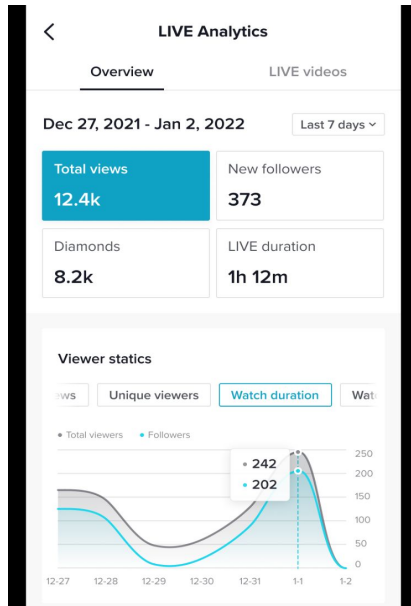 LIVE Analytics
Overview LIVE videos
Dec 27, 2021 - Jan 2, 2022 Last 7 days
Total views New followers
12.4k 373
Diamonds LIVE duration
8.2k 1h 12m
Viewer statics
Unique viewers Watch duration
Total viewers Followers
250
242
200
202
150
100
50
0
12-27 12-28 12-29 12-30 12-31 1-1 1-2